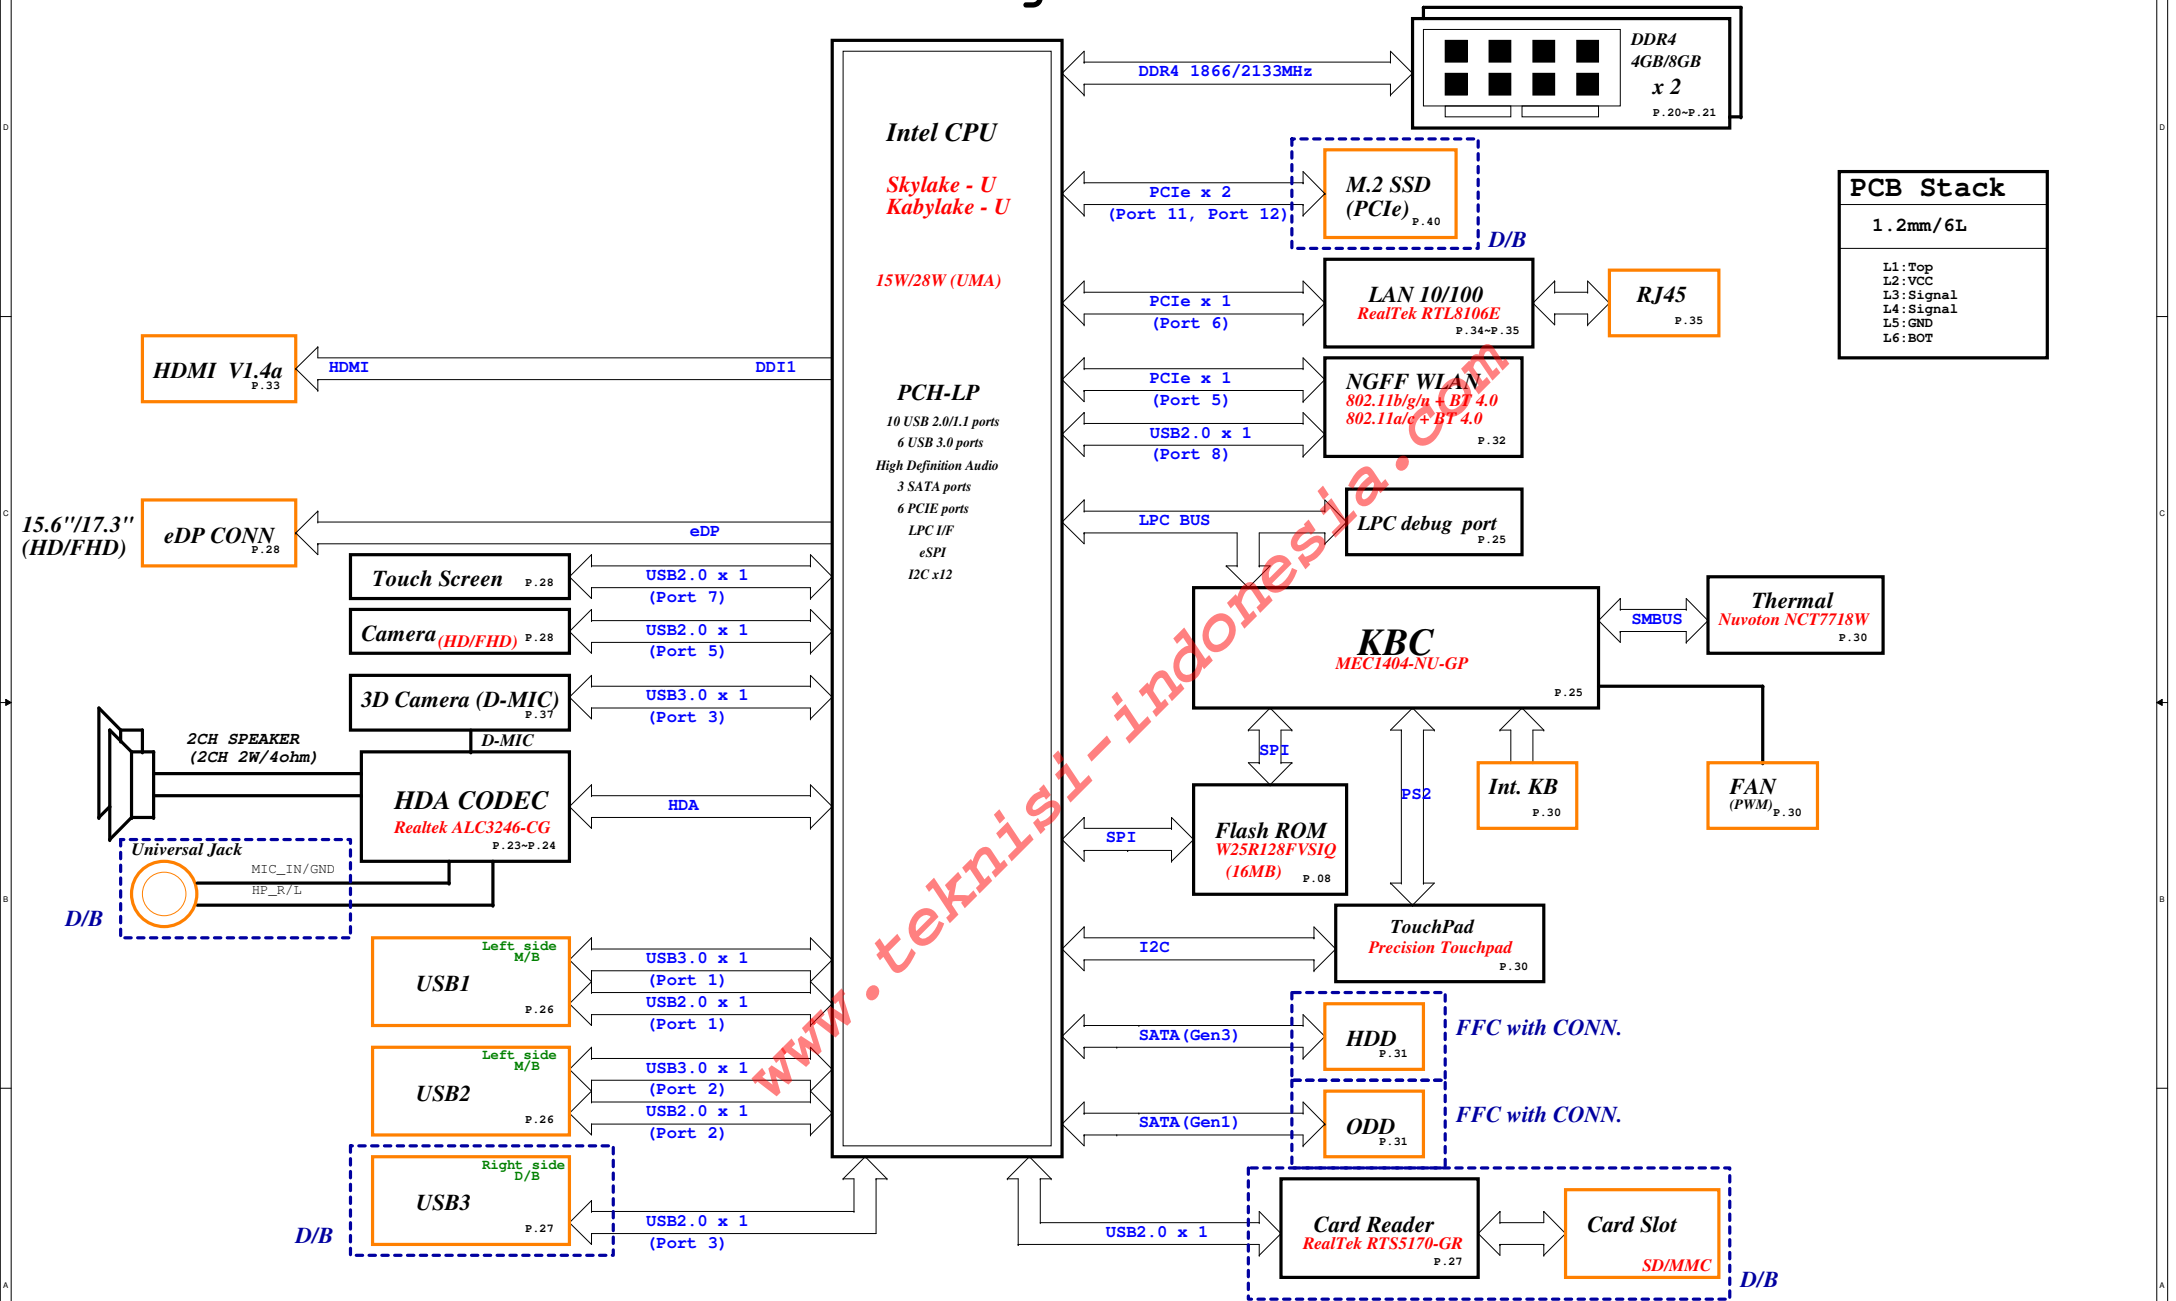 DDR4
4GB/8GB
x 2
P.20~P.21
DDR4 1866/2133MHz
Intel CPU
Skylake - U
Kabylake - U
15W/28W (UMA)
PCH-LP
10 USB 2.0/1.1 ports
6 USB 3.0 ports
High Definition Audio
3 SATA ports
6 PCIE ports
LPC I/F
eSPI
I2C x12
PCIe x 2
(Port 11, Port 12)
M.2 SSD
(PCIe)
P.40
D/B
PCB Stack
1.2mm/6L
L1:Top
L2:VCC
L3:Signal
L4:Signal
L5:GND
L6:BOT
PCIe x 1
(Port 6)
LAN 10/100
RealTek RTL8106E
P.34~P.35
RJ45
P.35
HDMI V1.4a
P.33
HDMI
DDI1
PCIe x 1
(Port 5)
USB2.0 x 1
(Port 8)
NGFF WLAN
802.11b/g/n + BT 4.0
802.11a/c + BT 4.0
P.32
15.6"/17.3"
(HD/FHD)
eDP CONN
P.28
eDP
LPC BUS
LPC debug port
P.25
Touch Screen
P.28
USB2.0 x 1
(Port 7)
Camera (HD/FHD)
P.28
USB2.0 x 1
(Port 5)
3D Camera (D-MIC)
P.37
USB3.0 x 1
(Port 3)
KBC
MEC1404-NU-GP
P.25
SMBUS
Thermal
Nuvoton NCT7718W
P.30
2CH SPEAKER
(2CH 2W/4ohm)
D-MIC
HDA CODEC
Realtek ALC3246-CG
P.23~P.24
HDA
SPI
PS2
Int. KB
P.30
FAN
(PWM)
P.30
SPI
Flash ROM
W25R128FVSIQ
(16MB)
P.08
Universal Jack
MIC_IN/GND
HP_R/L
D/B
I2C
TouchPad
Precision Touchpad
P.30
Left side
M/B
USB1
P.26
USB3.0 x 1
(Port 1)
USB2.0 x 1
(Port 1)
SATA(Gen3)
HDD
P.31
FFC with CONN.
Left side
M/B
USB2
P.26
USB3.0 x 1
(Port 2)
USB2.0 x 1
(Port 2)
SATA(Gen1)
ODD
P.31
FFC with CONN.
Right side
D/B
USB3
P.27
D/B
USB2.0 x 1
(Port 3)
USB2.0 x 1
Card Reader
RealTek RTS5170-GR
P.27
Card Slot
SD/MMC
D/B
www.teknisi-indonesia.com
D
C
B
A
D
C
B
A